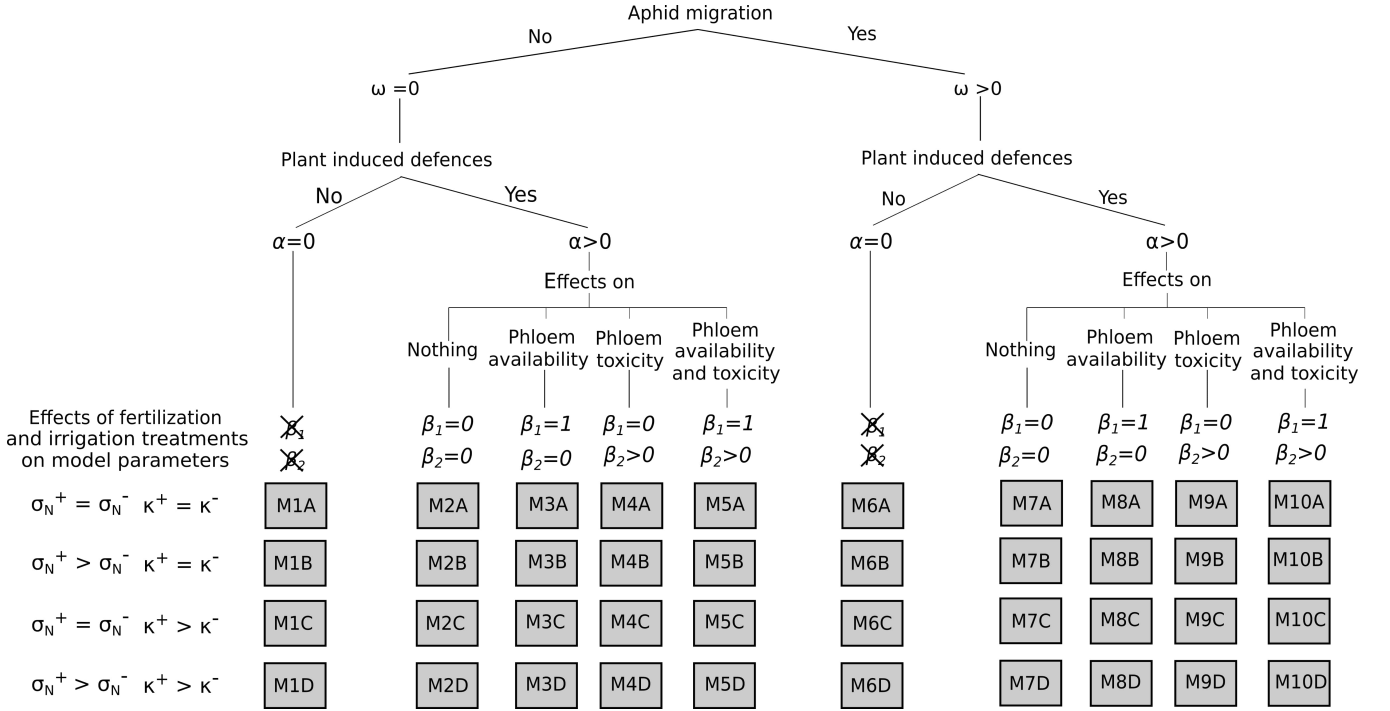 Aphid migration
No
Yes
ω =0
ω >0
Plant induced defences
Plant induced defences
No
Yes
No
Yes
α=0
α>0
α=0
α>0
Effects on
Effects on
Nothing
Phloem
availability
Phloem
toxicity
Phloem
availability
and toxicity
Nothing
Phloem
availability
Phloem
toxicity
Phloem
availability
and toxicity
Effects of fertilization
and irrigation treatments
on model parameters
β₁ β₁=0 β₁=1 β₁=0 β₁=1 β₁ β₁=0 β₁=1 β₁=0 β₁=1
β₂ β₂=0 β₂=0 β₂>0 β₂>0 β₂ β₂=0 β₂=0 β₂>0 β₂>0
σN⁺ = σN⁻ κ⁺ = κ⁻ M1A M2A M3A M4A M5A M6A M7A M8A M9A M10A
σN⁺ > σN⁻ κ⁺ = κ⁻ M1B M2B M3B M4B M5B M6B M7B M8B M9B M10B
σN⁺ = σN⁻ κ⁺ > κ⁻ M1C M2C M3C M4C M5C M6C M7C M8C M9C M10C
σN⁺ > σN⁻ κ⁺ > κ⁻ M1D M2D M3D M4D M5D M6D M7D M8D M9D M10D